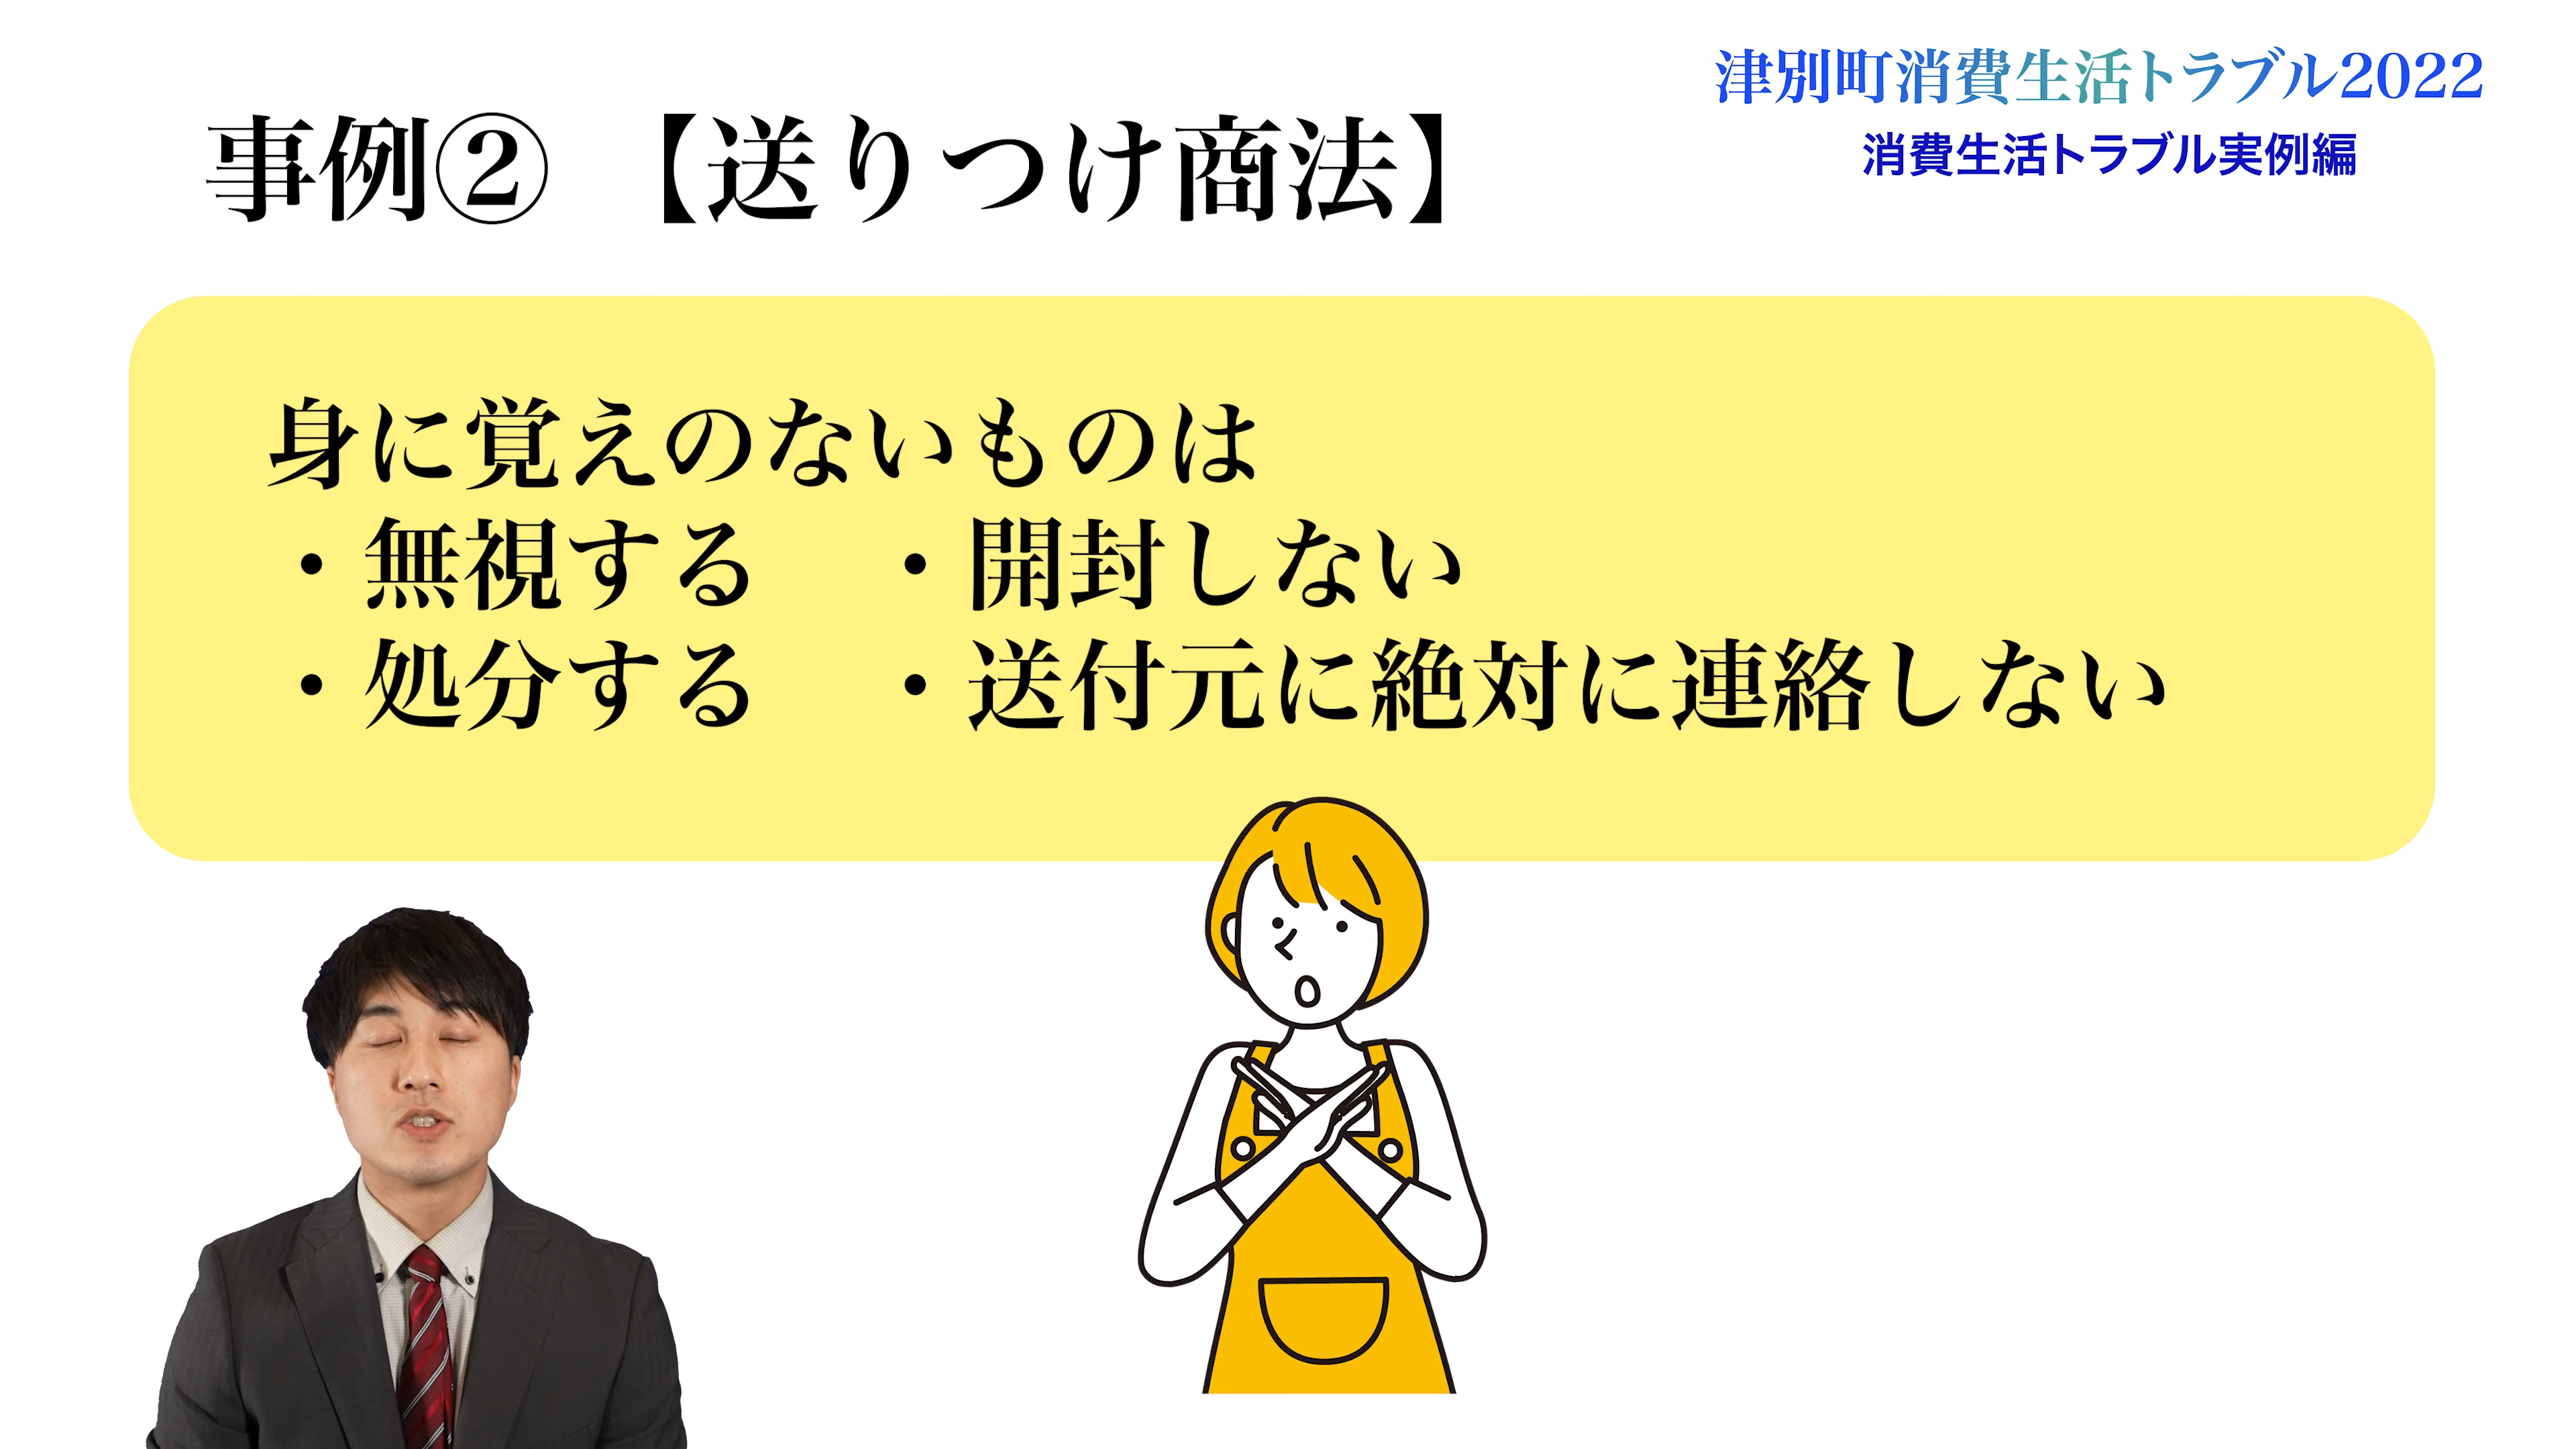 津別町消費生活トラブル2022
消費生活トラブル実例編
事例② 【送りつけ商法】
身に覚えのないものは
・無視する ・開封しない
・処分する ・送付元に絶対に連絡しない